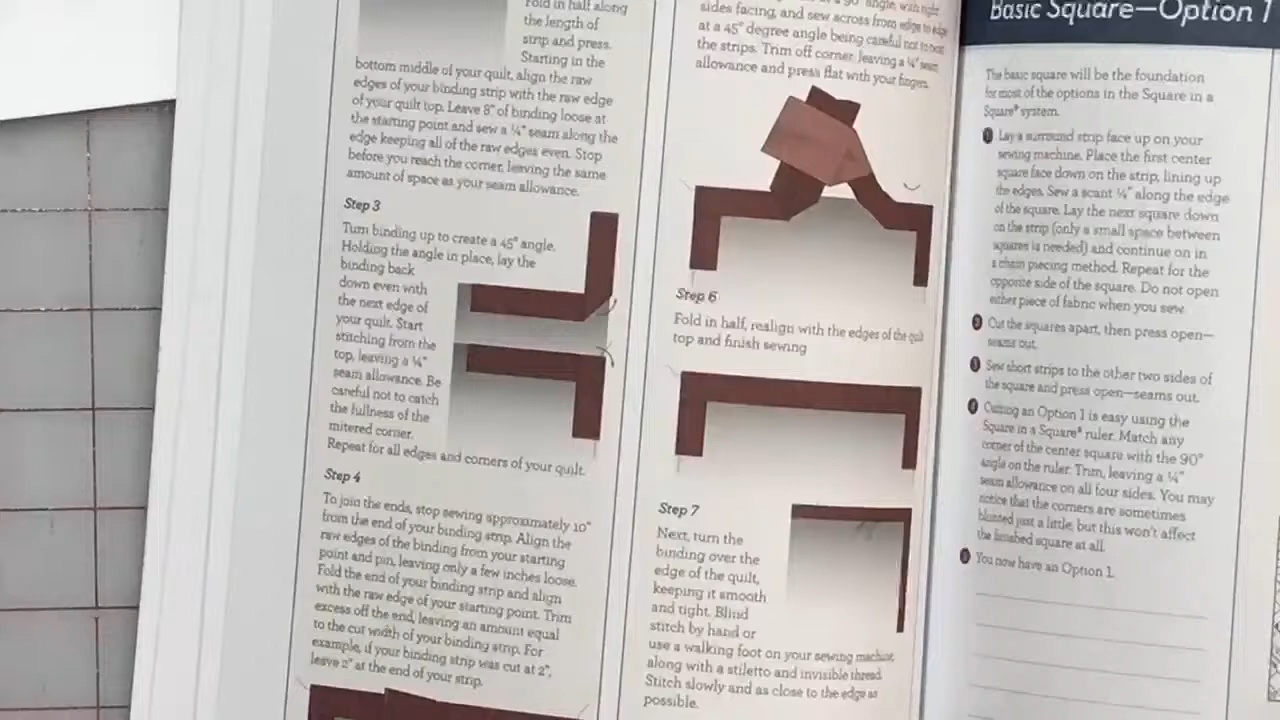 Fold in half along
the length of
strip and press.
Starting in the
bottom middle of your quilt, align the raw
edges of your binding strip with the raw edge
of your quilt top. Leave 8" of binding loose at
the starting point and sew a ¼" seam along the
edge keeping all of the raw edges even. Stop
before you reach the corner, leaving the same
amount of space as your seam allowance.
Step 3
Turn binding up to create a 45° angle.
Holding the angle in place, lay the
binding back
down even with
the next edge of
your quilt. Start
stitching from the
top, leaving a ¼"
seam allowance. Be
careful not to catch
the fullness of the
mitered corner.
Repeat for all edges and corners of your quilt.
Step 4
To join the ends, stop sewing approximately 10"
from the end of your binding strip. Align the
raw edges of the binding from your starting
point and pin, leaving only a few inches loose.
Fold the end of your binding strip and align
with the raw edge of your starting point. Trim
excess off the end, leaving an amount equal
to the cut width of your binding strip. For
example, if your binding strip was cut at 2",
leave 2" at the end of your strip.
angle, with right
sides facing, and sew across from edge to edge
at a 45° degree angle being careful not to
the strips. Trim off corner, leaving a ¼" seam
allowance and press flat with your fingers.
Step 6
Fold in half, realign with the edges of the quilt
top and finish sewing
Step 7
Next, turn the
binding over the
edge of the quilt,
keeping it smooth
and tight. Blind
stitch by hand or
use a walking foot on your sewing machine,
along with a stiletto and invisible thread.
Stitch slowly and as close to the edge as
possible.
Basic Square—Option 1
The basic square will be the foundation
for most of the options in the Square in a
Square® system.
1 Lay a surround strip face up on your
sewing machine. Place the first center
square face down on the strip, lining up
the edges. Sew a scant ¼" along the edge
of the square. Lay the next square down
on the strip (only a small space between
squares is needed) and continue on in
a chain piecing method. Repeat for the
opposite side of the square. Do not open
either piece of fabric when you sew.
2 Cut the squares apart, then press open—
seams out.
3 Sew short strips to the other two sides of
the square and press open—seams out.
4 Cutting an Option 1 is easy using the
Square in a Square® ruler. Match any
corner of the center square with the 90°
angle on the ruler. Trim, leaving a ¼"
seam allowance on all four sides. You may
notice that the corners are sometimes
blunted just a little, but this won't affect
the finished square at all.
5 You now have an Option 1.